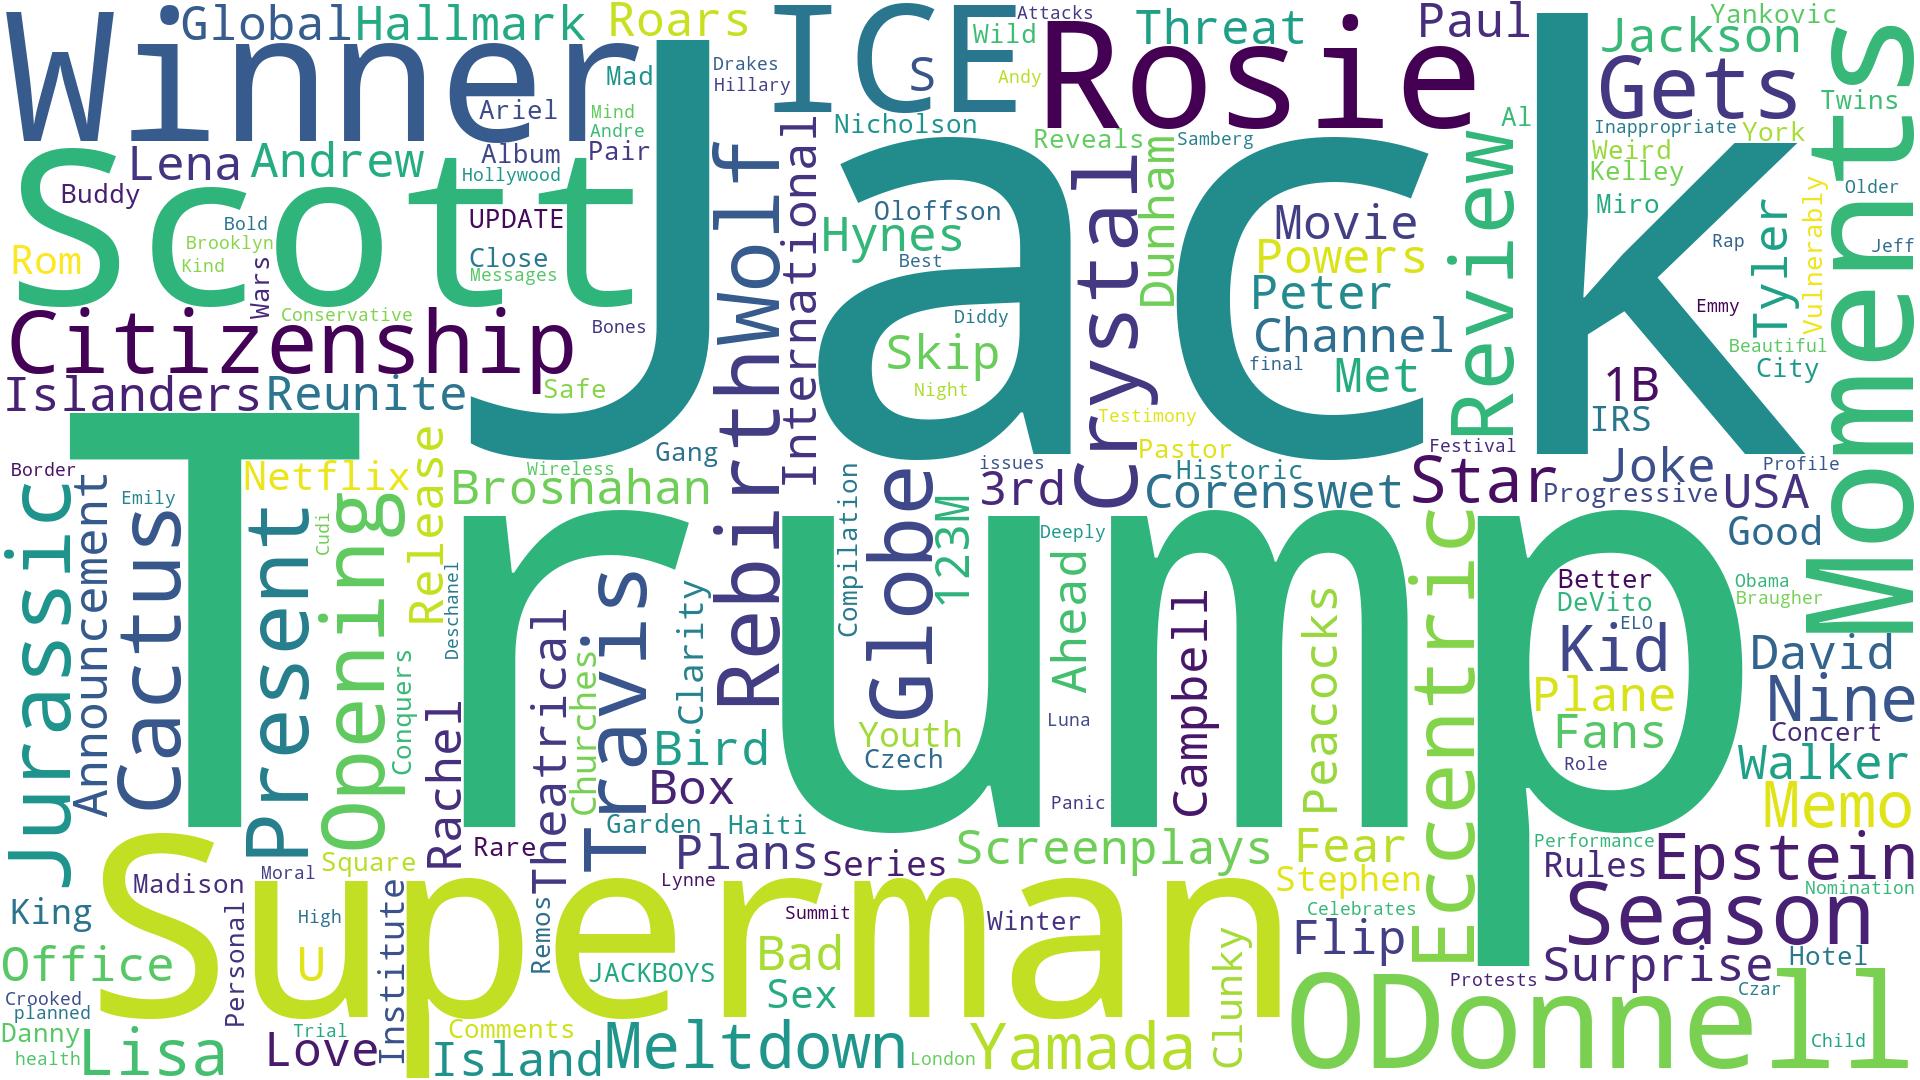 Winner
Global
Hallmark
Roars
ICE
S
Attacks
Wild
Andy
Rosie
Threat
Paul
Jackson
Yankovic
Gets
Moments
Twins
Mad
Drakes
Hillary
Ariel
Mind
Andre
Pair
Album
Hollywood
Nicholson
Reveals
Samberg
Al
Inappropriate
York
Weird
Kelley
Miro
Older
Jeff
Scott
Lena
Andrew
Buddy
Bold
Brooklyn
Kind
Rom
UPDATE
Close
Messages
Wars
Conservative
Bones
Jack
RebirthWolf
International
Oloffson
Hynes
Best
Diddy
Skip
Night
Crystal
Dunham
Movie
Powers
Peter
Channel
final
Met
Review
Rap
Emmy
Tyler
Vulnerably
Beautiful
City
1B
IRS
Citizenship
Islanders
Reunite
Safe
Gang
Testimony
Pastor
Festival
Border
Emily
Netflix
Wireless
Brosnahan
issues
3rd
Historic
Corenswet
Star
Joke
Profile
Progressive
USA
Good
Jurassic
Announcement
Cactus
Present
Opening
Cudi
Release
Conquers
Deschanel
Trump
Rachel
Theatrical
Churches
Travis
Clarity
Compilation
Globe
123M
Deeply
Ahead
Luna
Panic
Campbell
Peacocks
Eccentric
Better
DeVito
ELO
Kid
Plane
Fans
Role
Obama
Braugher
David
Nine
Concert
Walker
Memo
Bird
Box
Youth
Czech
Garden
Haiti
Rare
Plans
Series
Lynne
Screenplays
Fear
Stephen
Performance
Rules
Epstein
Nomination
Season
Square
Moral
Madison
King
Personal
High
Institute
Superman
Remos
Summit
Winter
Celebrates
Flip
Surprise
Hotel
Office
U
JACKBOYS
Bad
Sex
Clunky
Protests
Czar
Crooked
planned
Danny
health
Lisa
Trial
Love
Comments
Island
Meltdown
London
Yamada
ODonnell
Child